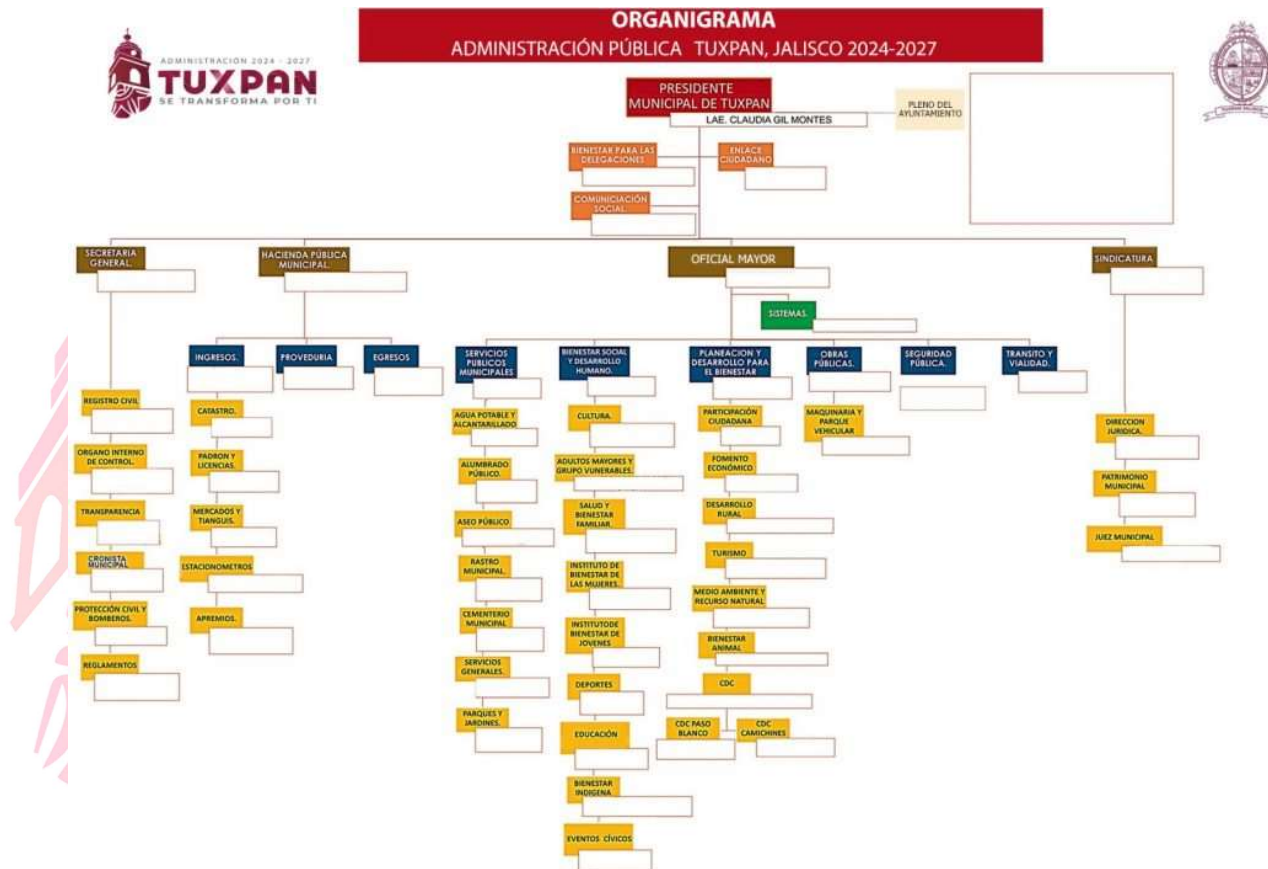 ORGANIGRAMA
ADMINISTRACIÓN PÚBLICA TUXPAN, JALISCO 2024-2027
ADMINISTRACIÓN 2024 - 2027
TUXPAN
SE TRANSFORMA POR TI
PRESIDENTE
MUNICIPAL DE TUXPAN
LAE. CLAUDIA GIL MONTES
PLENO DEL
AYUNTAMIENTO
BIENESTAR PARA LAS
DELEGACIONES
ENLACE
CIUDADANO
COMUNICIACIÓN
SOCIAL.
SECRETARIA
GENERAL.
HACIENDA PÚBLICA
MUNICIPAL.
OFICIAL MAYOR
SINDICATURA
SISTEMAS.
INGRESOS.
PROVEDURIA
EGRESOS
SERVICIOS
PUBLICOS
MUNICIPALES
BIENESTAR SOCIAL
Y DESARROLLO
HUMANO.
PLANEACION Y
DESARROLLO PARA
EL BIENESTAR
OBRAS
PÚBLICAS.
SEGURIDAD
PÚBLICA.
TRANSITO Y
VIALIDAD.
REGISTRO CIVIL
ORGANO INTERNO
DE CONTROL.
TRANSPARENCIA
CRONISTA
MUNICIPAL
PROTECCIÓN CIVIL Y
BOMBEROS.
REGLAMENTOS
CATASTRO.
PADRON Y
LICENCIAS.
MERCADOS Y
TIANGUIS.
ESTACIONOMETROS
APREMIOS.
AGUA POTABLE Y
ALCANTARILLADO
ALUMBRADO
PÚBLICO.
ASEO PÚBLICO
RASTRO
MUNICIPAL.
CEMENTERIO
MUNICIPAL
SERVICIOS
GENERALES.
PARQUES Y
JARDINES.
CULTURA.
ADULTOS MAYORES Y
GRUPO VUNERABLES.
SALUD Y
BIENESTAR
FAMILIAR.
INSTITUTO DE
BIENESTAR DE
LAS MUJERES.
INSTITUTODE
BIENESTAR DE
JOVENES
DEPORTES
EDUCACIÓN
BIENESTAR
INDIGENA
EVENTOS CÍVICOS
PARTICIPACIÓN
CIUDADANA
FOMENTO
ECONÓMICO
DESARROLLO
RURAL
TURISMO
MEDIO AMBIENTE Y
RECURSO NATURAL
BIENESTAR
ANIMAL
CDC
CDC PASO
BLANCO
CDC
CAMICHINES
MAQUINARIA Y
PARQUE
VEHICULAR
DIRECCION
JURIDICA.
PATRIMONIO
MUNICIPAL
JUEZ MUNICIPAL